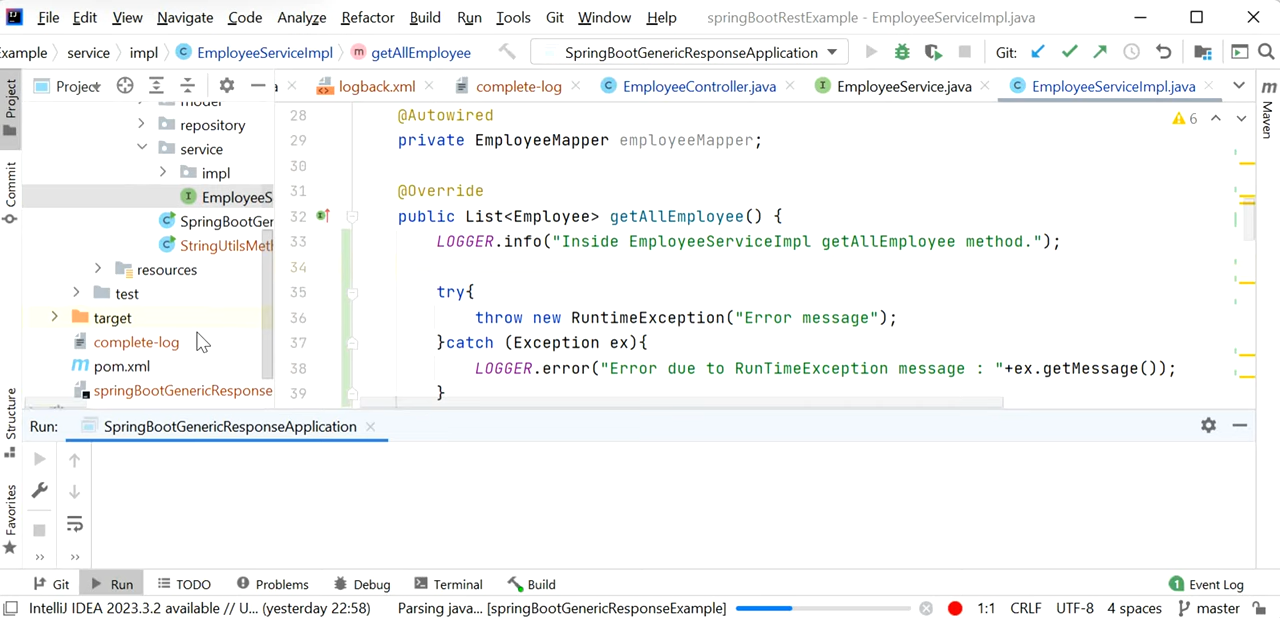 File Edit View Navigate Code Analyze Refactor Build Run Tools Git Window Help springBootRestExample - EmployeeServiceImpl.java
Example service impl EmployeeServiceImpl getAllEmployee SpringBootGenericResponseApplication Git:
Project a logback.xml complete-log EmployeeController.java EmployeeService.java EmployeeServiceImpl.java
Project
Commit
Structure
Favorites
model
repository
service
impl
EmployeeS
SpringBootGer
StringUtilsMeth
resources
test
target
complete-log
pom.xml
springBootGenericResponse
28 @Autowired
29 private EmployeeMapper employeeMapper;
30
31 @Override
32 public List<Employee> getAllEmployee() {
33 LOGGER.info("Inside EmployeeServiceImpl getAllEmployee method.");
34
35 try{
36 throw new RuntimeException("Error message");
37 }catch (Exception ex){
38 LOGGER.error("Error due to RunTimeException message : "+ex.getMessage());
39 }
6
m
Maven
Run: SpringBootGenericResponseApplication
Git Run TODO Problems Debug Terminal Build 1 Event Log
IntelliJ IDEA 2023.3.2 available // U... (yesterday 22:58) Parsing java... [springBootGenericResponseExample] 1:1 CRLF UTF-8 4 spaces master